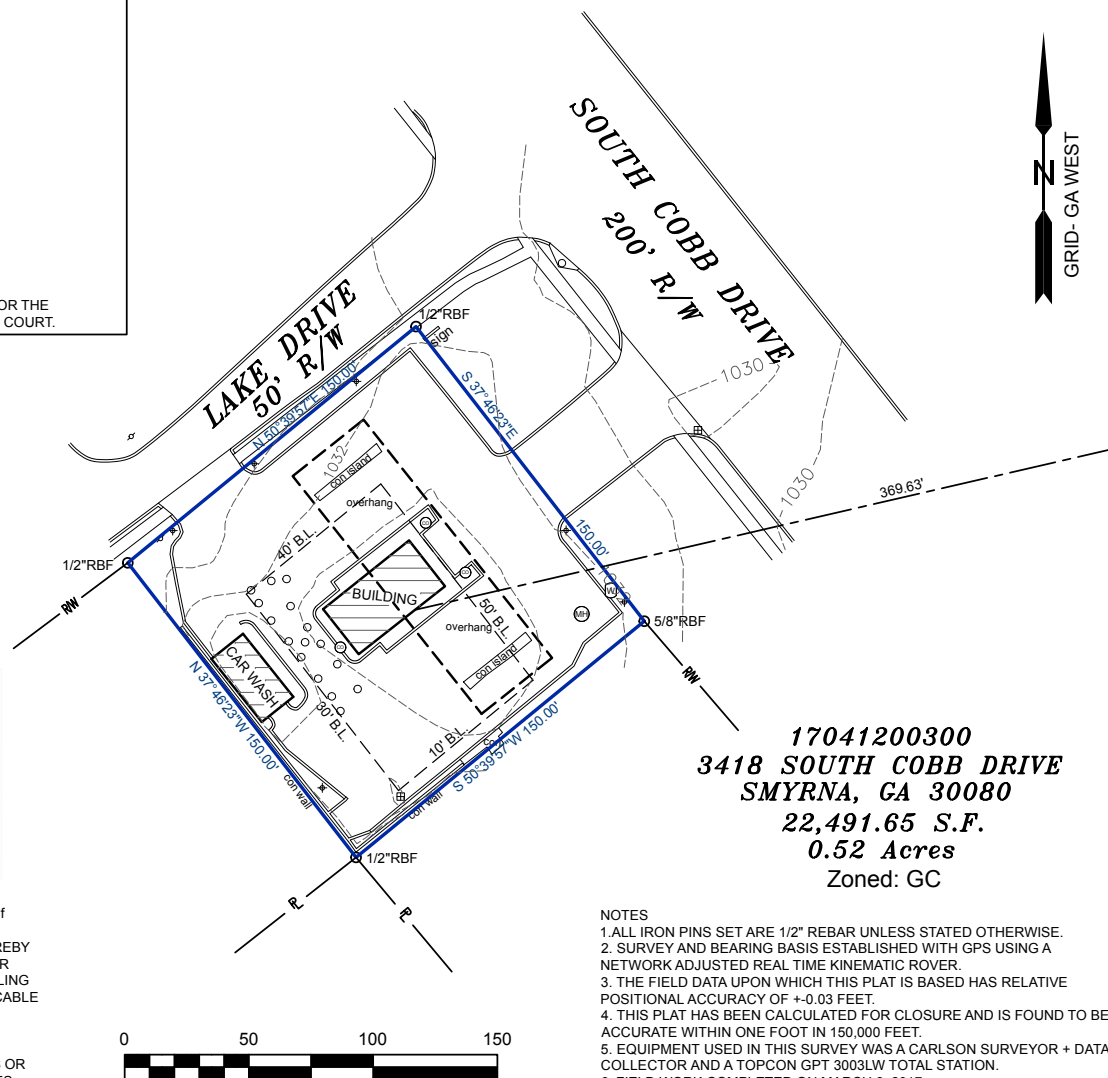 OR THE
COURT.
SOUTH COBB DRIVE
200' R/W
N
GRID- GA WEST
LAKE DRIVE
50' R/W
1/2"RBF
sign
N 50°39'57"E 150.00'
S 37°46'23"E
150.00'
1030
1030
1032
con island
overhang
40' B.L.
369.63'
1/2"RBF
R/W
BUILDING
CO
CO
CO
50' B.L.
overhang
con island
MH
W
5/8"RBF
R/W
CAR WASH
N 37°46'23"W 150.00'
30' B.L.
10' B.L.
S 50°39'57"W 150.00'
con wall
con wall
1/2"RBF
PL
PL
17041200300
3418 SOUTH COBB DRIVE
SMYRNA, GA 30080
22,491.65 S.F.
0.52 Acres
Zoned: GC
f
REBY
R
LING
CABLE
OR
0 50 100 150
NOTES
1.ALL IRON PINS SET ARE 1/2" REBAR UNLESS STATED OTHERWISE.
2. SURVEY AND BEARING BASIS ESTABLISHED WITH GPS USING A
NETWORK ADJUSTED REAL TIME KINEMATIC ROVER.
3. THE FIELD DATA UPON WHICH THIS PLAT IS BASED HAS RELATIVE
POSITIONAL ACCURACY OF +-0.03 FEET.
4. THIS PLAT HAS BEEN CALCULATED FOR CLOSURE AND IS FOUND TO BE
ACCURATE WITHIN ONE FOOT IN 150,000 FEET.
5. EQUIPMENT USED IN THIS SURVEY WAS A CARLSON SURVEYOR + DATA
COLLECTOR AND A TOPCON GPT 3003LW TOTAL STATION.